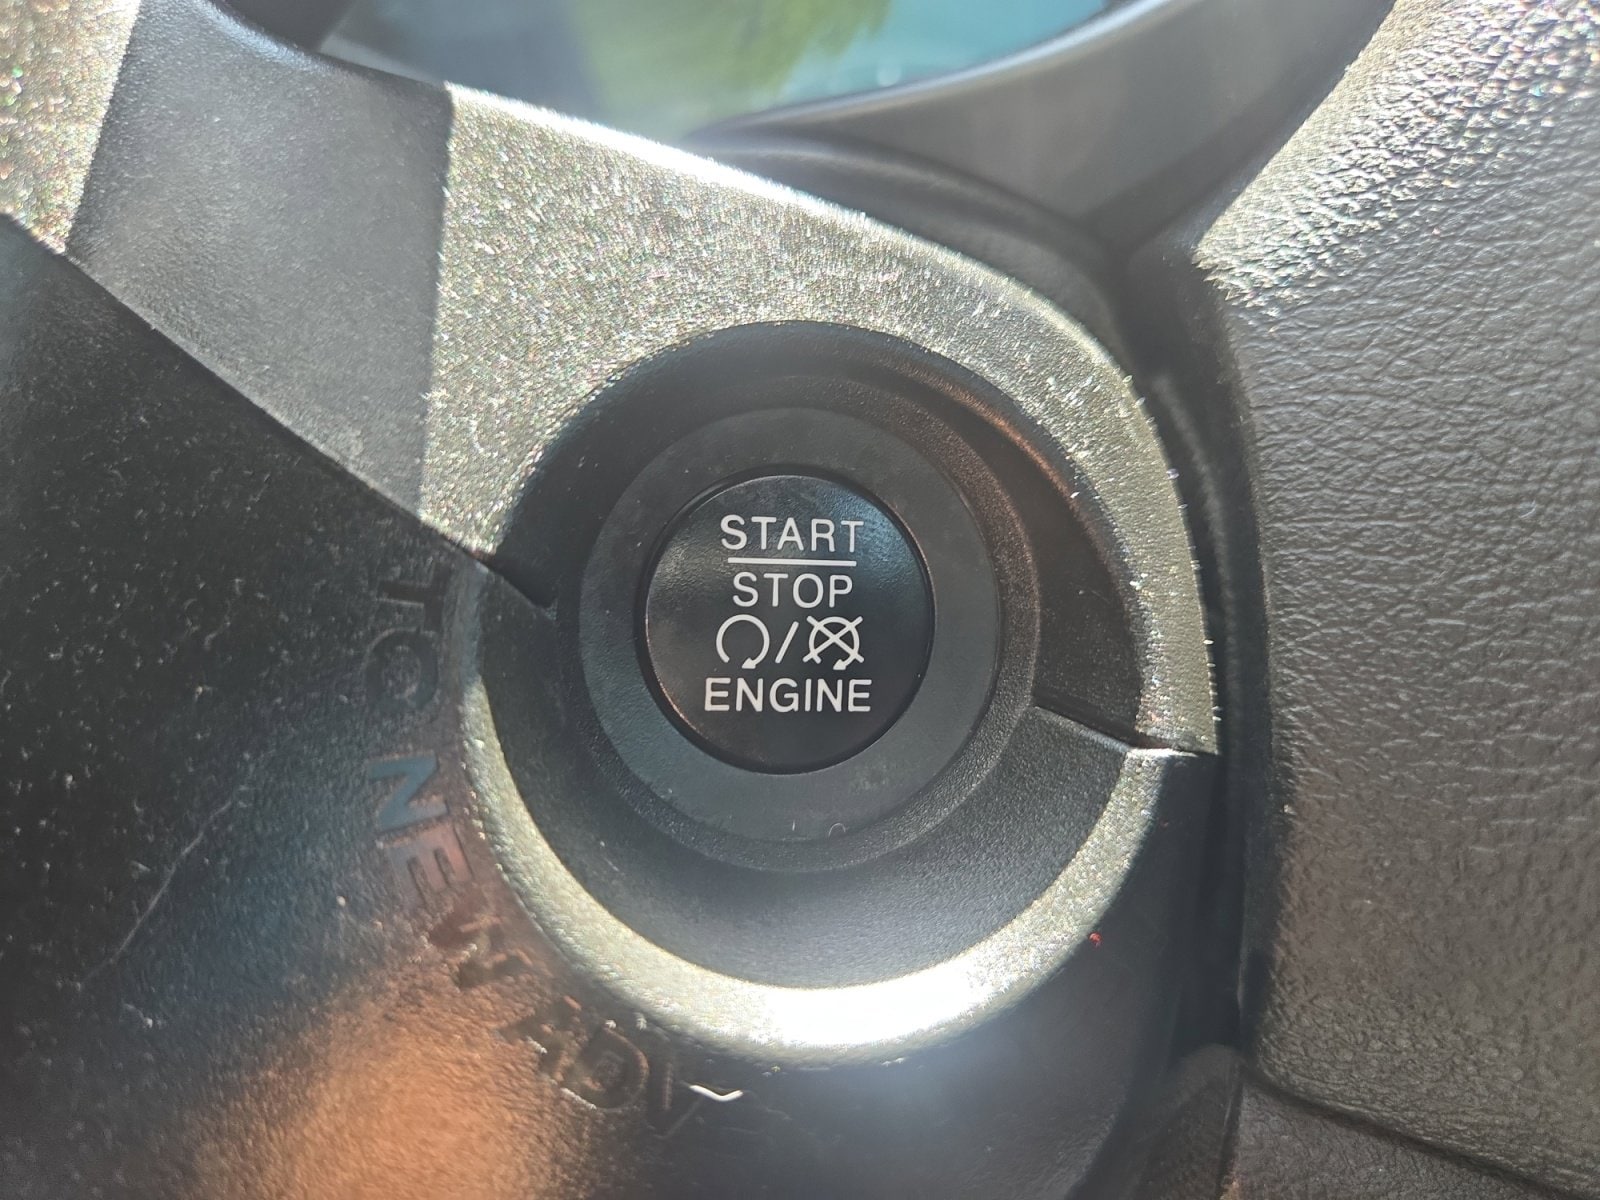 START
STOP
/
ENGINE